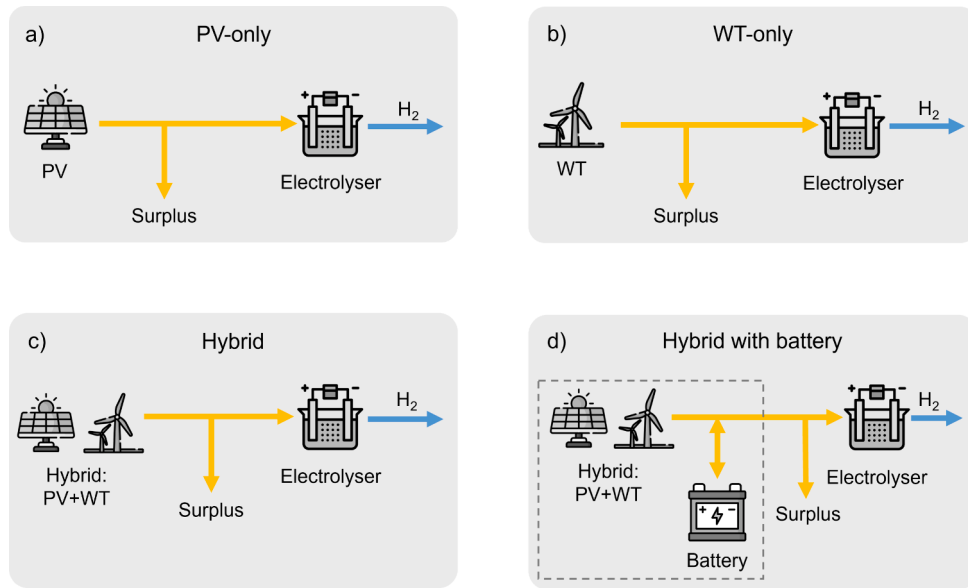 a)
PV-only
+ −
H₂
PV
Electrolyser
Surplus
b)
WT-only
+ −
H₂
WT
Electrolyser
Surplus
c)
Hybrid
+ −
H₂
Hybrid:
PV+WT
Electrolyser
Surplus
d)
Hybrid with battery
+ −
H₂
Hybrid:
PV+WT
Electrolyser
+ −
Surplus
Battery